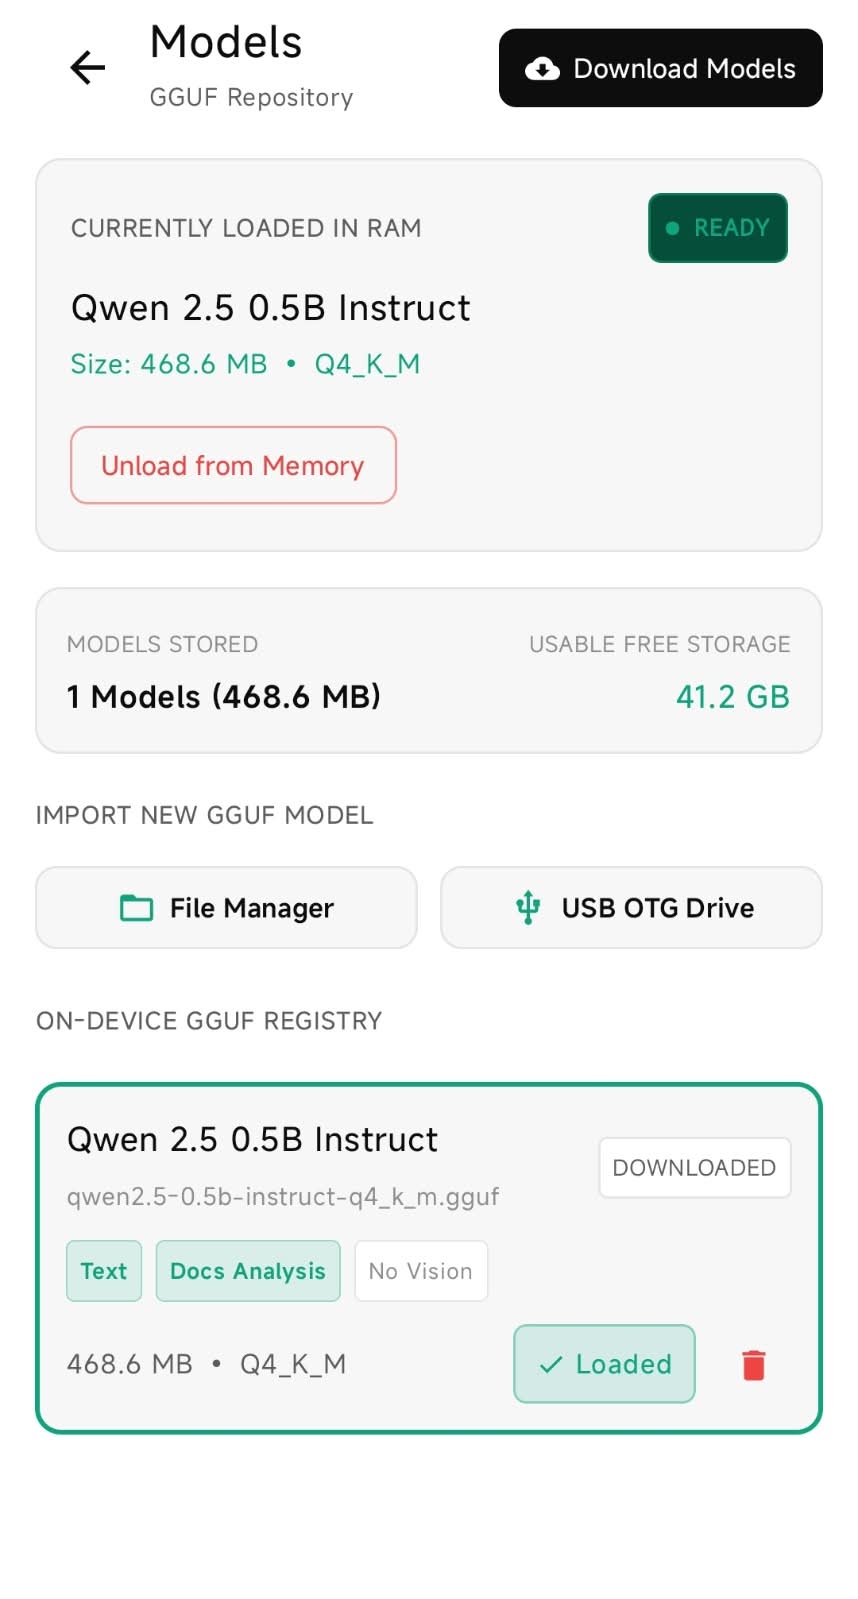 Models
GGUF Repository
Download Models
CURRENTLY LOADED IN RAM
READY
Qwen 2.5 0.5B Instruct
Size: 468.6 MB • Q4_K_M
Unload from Memory
MODELS STORED
USABLE FREE STORAGE
1 Models (468.6 MB)
41.2 GB
IMPORT NEW GGUF MODEL
File Manager
USB OTG Drive
ON-DEVICE GGUF REGISTRY
Qwen 2.5 0.5B Instruct
DOWNLOADED
qwen2.5-0.5b-instruct-q4_k_m.gguf
Text
Docs Analysis
No Vision
468.6 MB • Q4_K_M
Loaded